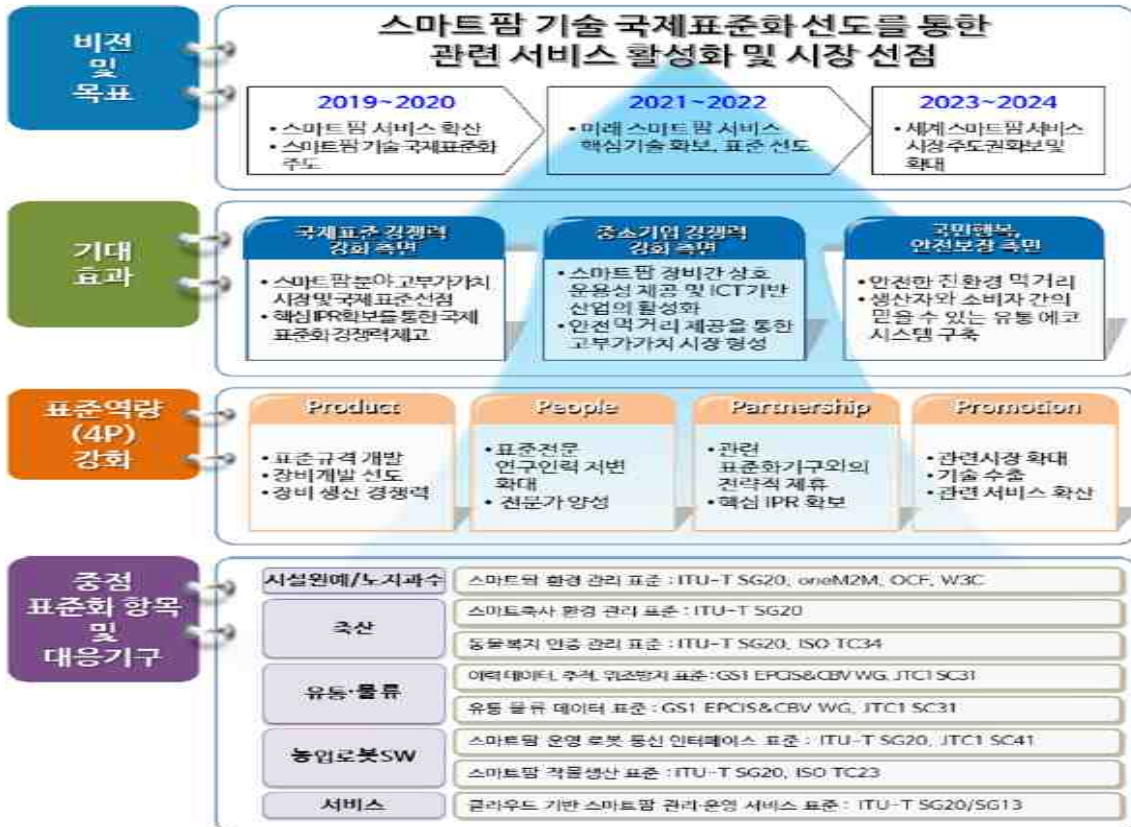 비전
및
목표
스마트팜 기술 국제표준화 선도를 통한
관련 서비스 활성화 및 시장 선점
2019~2020
• 스마트팜 서비스 확산
• 스마트팜 기술 국제표준화
주도
2021~2022
• 미래 스마트팜 서비스
핵심기술 확보, 표준 선도
2023~2024
• 세계 스마트팜 서비스
시장주도권확보 및
확대
기대
효과
국제표준 경쟁력
강화 측면
• 스마트팜 분야 고부가가치
시장 및 국제 표준 선점
• 핵심 IPR확보를 통한 국제
표준화 경쟁력 제고
중소기업 경쟁력
강화 측면
• 스마트팜 장비간 상호
운용성 제공 및 ICT기반
산업의 활성화
• 안전먹거리 제공을 통한
고부가가치 시장 형성
국민행복,
안전보장 측면
• 안전한 친환경 먹거리
• 생산자와 소비자 간의
믿을 수 있는 유통 에코
시스템 구축
표준역량
(4P)
강화
Product
• 표준규격 개발
• 장비개발 선도
• 장비 생산 경쟁력
People
• 표준전문
연구인력 저변
확대
• 전문가 양성
Partnership
• 관련
표준화기구와의
전략적 제휴
• 핵심 IPR 확보
Promotion
• 관련시장 확대
• 기술 수출
• 관련 서비스 확산
중점
표준화 항목
및
대응기구
시설원예/노지과수
스마트팜 환경 관리 표준 : ITU-T SG20, oneM2M, OCF, W3C
축산
스마트축사 환경 관리 표준 : ITU-T SG20
동물복지 인증 관리 표준 : ITU-T SG20, ISO TC34
유통·물류
이력 데이터, 추적, 위조방지 표준:GS1 EPCIS&CBV WG, JTC1 SC31
유통 물류 데이터 표준 : GS1 EPCIS&CBV WG, JTC1 SC31
농업로봇SW
스마트팜 운영 로봇 통신 인터페이스 표준 : ITU-T SG20, JTC1 SC41
스마트팜 작물생산 표준 : ITU-T SG20, ISO TC23
서비스
클라우드 기반 스마트팜 관리·운영 서비스 표준 : ITU-T SG20/SG13